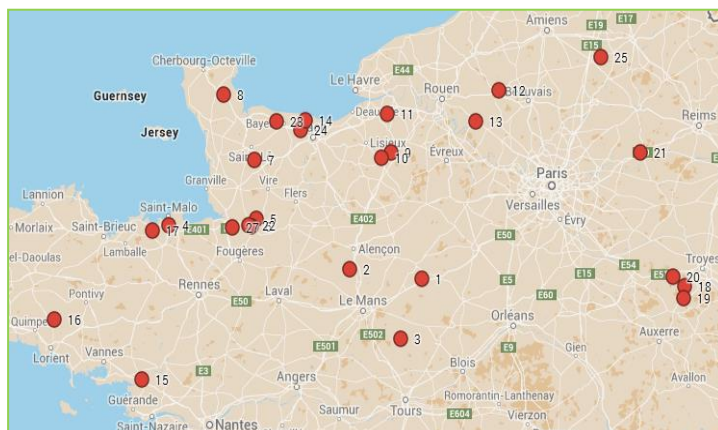 Amiens
E19
E17
E15
25
Cherbourg-Octeville
Le Havre
E44
Guernsey
8
Rouen
12
Beauvais
Deauville
11
Bayeux
23
14
24
13
Reims
Jersey
Lisieux
9
10
Évreux
21
7
Paris
Granville
Vire
Flers
Versailles
Évry
Lannion
Saint-Malo
5
E402
Morlaix
Saint-Brieuc
17
4
E401
27
22
E50
Lamballe
Fougères
Alençon
Troyes
2
1
E54
20
18
19
Pontivy
Rennes
Laval
E50
E5
E15
E60
Le Mans
16
Quimper
Orléans
Auxerre
E502
3
E501
Lorient
Vannes
E3
E9
Gien
Blois
15
Angers
Avallon
Guérande
Romorantin-Lanthenay
Saint-Nazaire
Nantes
Saumur
Tours
E604
Vierzon